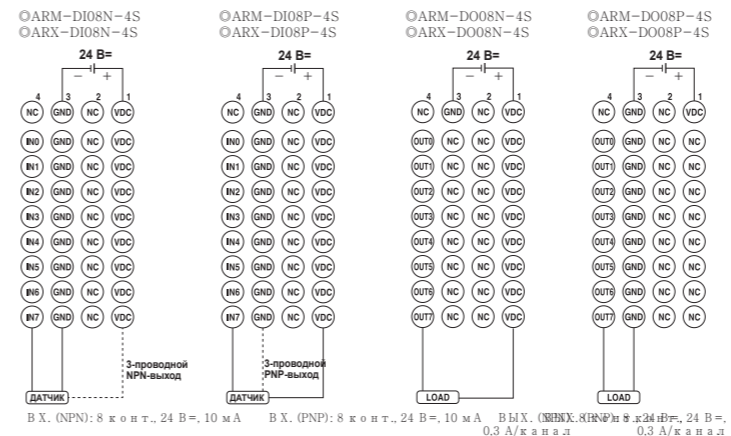 ◎ARM-DI08N-4S
◎ARX-DI08N-4S
24 В=
− +
4 3 2 1
NC GND NC VDC
IN0 GND NC VDC
IN1 GND NC VDC
IN2 GND NC VDC
IN3 GND NC VDC
IN4 GND NC VDC
IN5 GND NC VDC
IN6 GND NC VDC
IN7 GND NC VDC
3-проводной
NPN-выход
ДАТЧИК
ВХ. (NPN): 8 конт., 24 В=, 10 мА
◎ARM-DI08P-4S
◎ARX-DI08P-4S
24 В=
− +
4 3 2 1
NC GND NC VDC
IN0 GND NC VDC
IN1 GND NC VDC
IN2 GND NC VDC
IN3 GND NC VDC
IN4 GND NC VDC
IN5 GND NC VDC
IN6 GND NC VDC
IN7 GND NC VDC
3-проводной
PNP-выход
ДАТЧИК
ВХ. (PNP): 8 конт., 24 В=, 10 мА
◎ARM-DO08N-4S
◎ARX-DO08N-4S
24 В=
− +
4 3 2 1
NC GND NC VDC
OUT0 NC NC VDC
OUT1 NC NC VDC
OUT2 NC NC VDC
OUT3 NC NC VDC
OUT4 NC NC VDC
OUT5 NC NC VDC
OUT6 NC NC VDC
OUT7 NC NC VDC
LOAD
ВЫХ.
0,3 А/канал
◎ARM-DO08P-4S
◎ARX-DO08P-4S
24 В=
− +
4 3 2 1
NC GND NC VDC
OUT0 GND NC NC
OUT1 GND NC NC
OUT2 GND NC NC
OUT3 GND NC NC
OUT4 GND NC NC
OUT5 GND NC NC
OUT6 GND NC NC
OUT7 GND NC NC
LOAD
24 В=,
0,3 А/канал